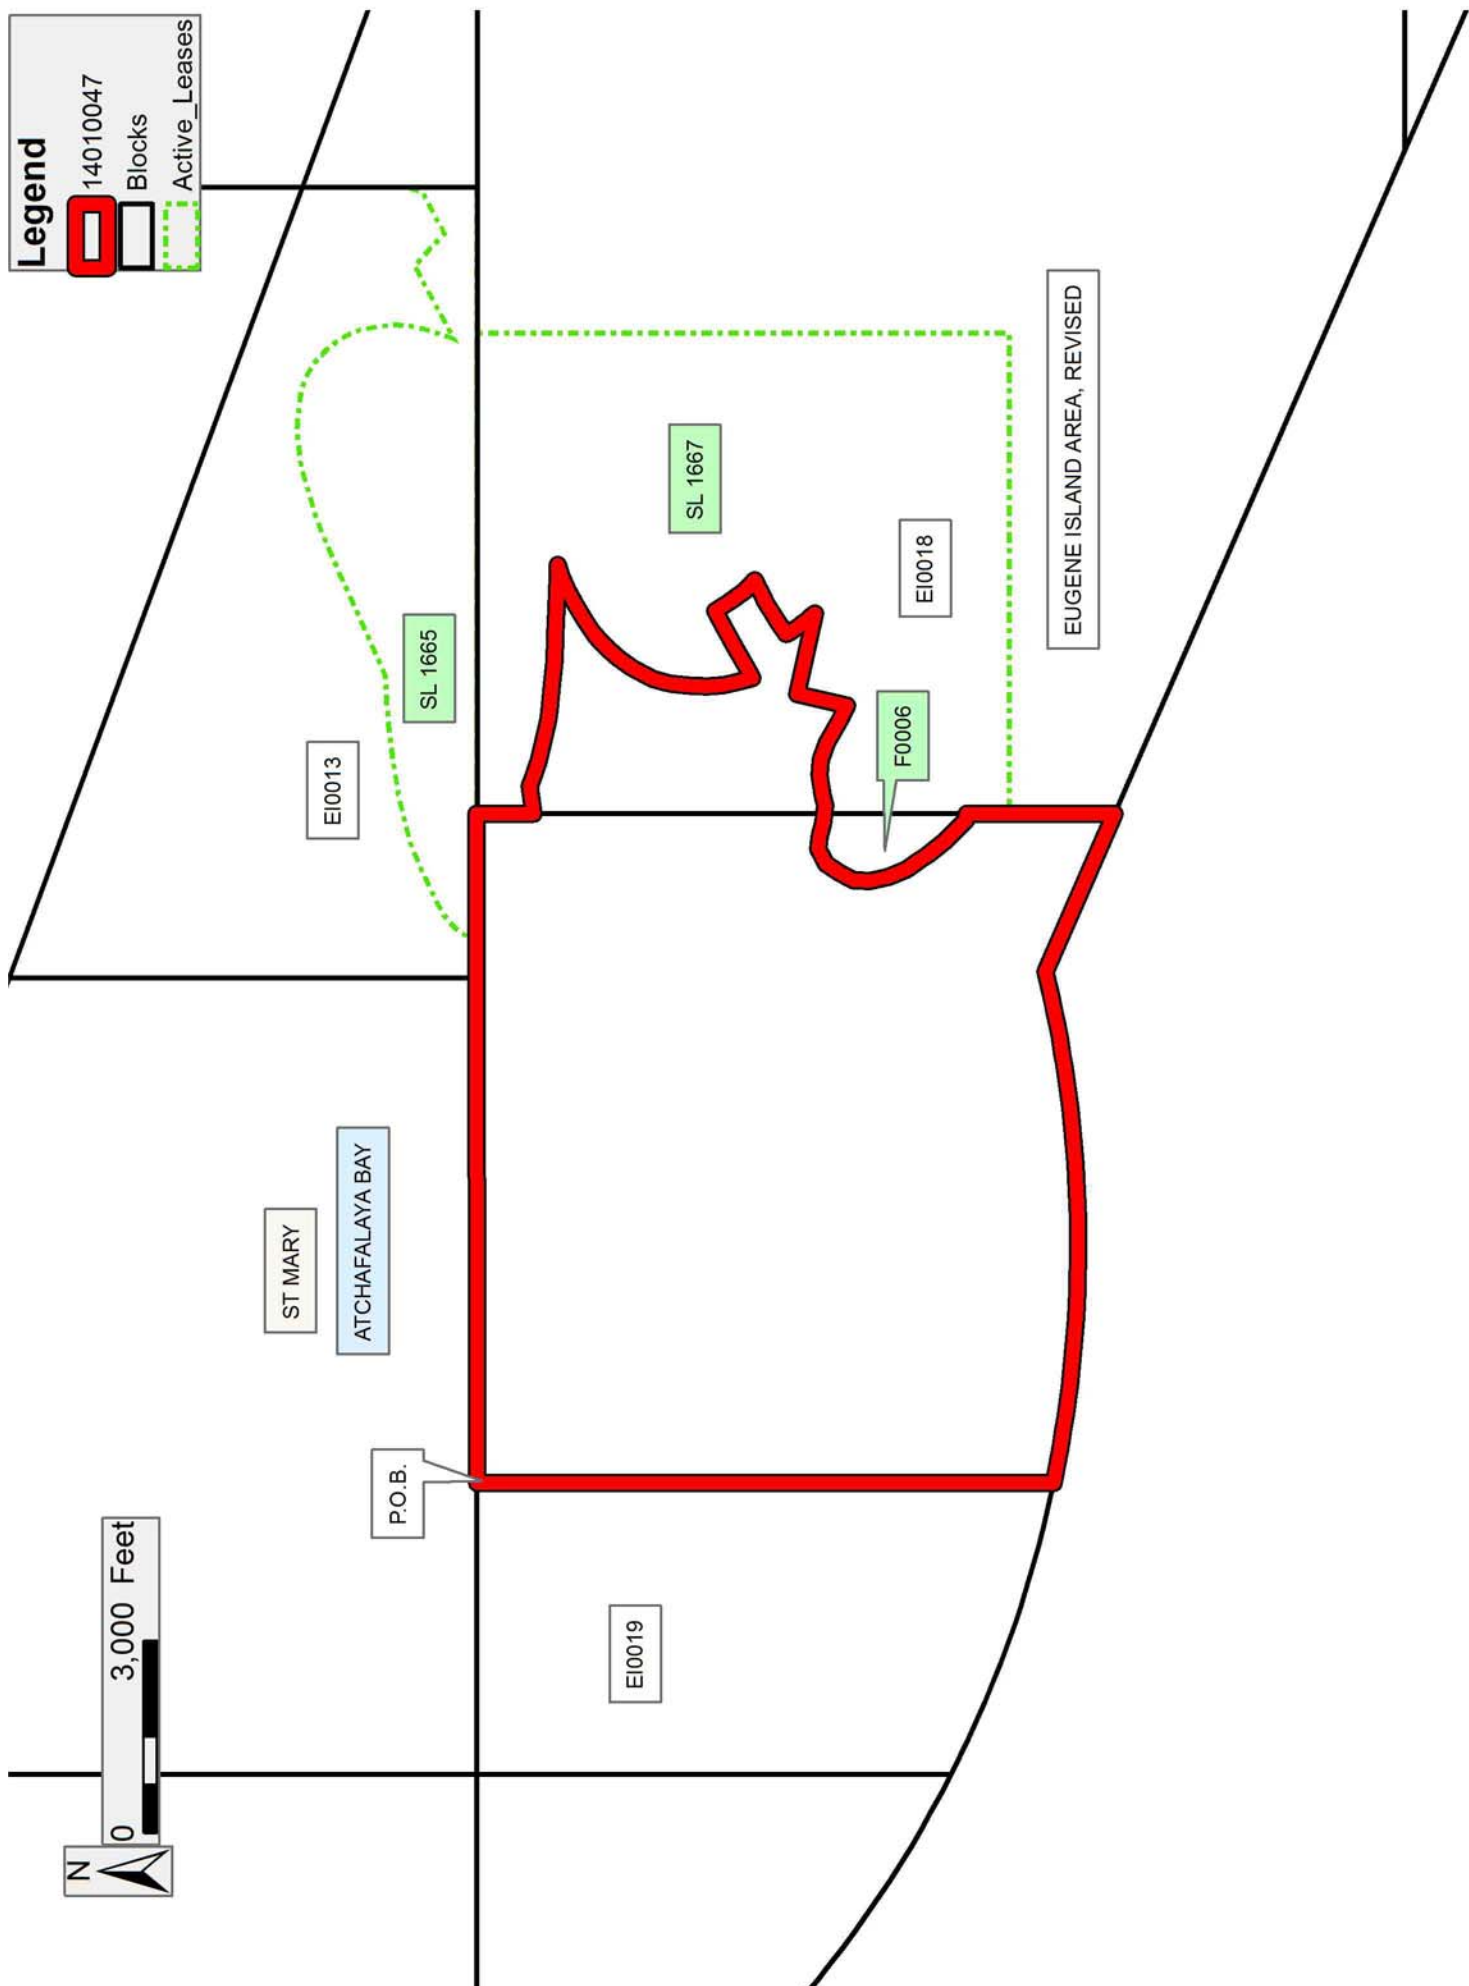 Legend
14010047
Blocks
Active_Leases
0 3,000 Feet
N
ST MARY
ATCHAFALAYA BAY
P.O.B.
EI0013
SL 1665
SL 1667
EI0018
F0006
EI0019
EUGENE ISLAND AREA, REVISED